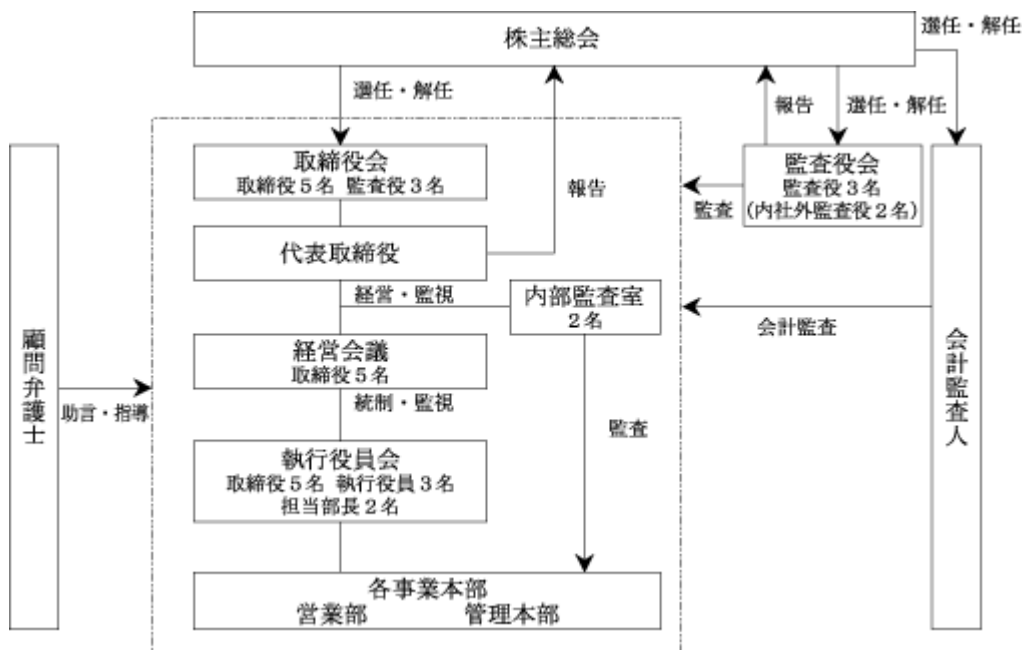 株主総会
選任・解任
選任・解任
報告
選任・解任
取締役会
取締役5名 監査役3名
報告
監査役会
監査役3名
(内社外監査役2名)
監査
代表取締役
経営・監視
内部監査室
2名
会計監査
経営会議
取締役5名
統制・監視
顧問弁護士
助言・指導
会計監査人
監査
執行役員会
取締役5名 執行役員3名
担当部長2名
各事業本部
営業部 管理本部